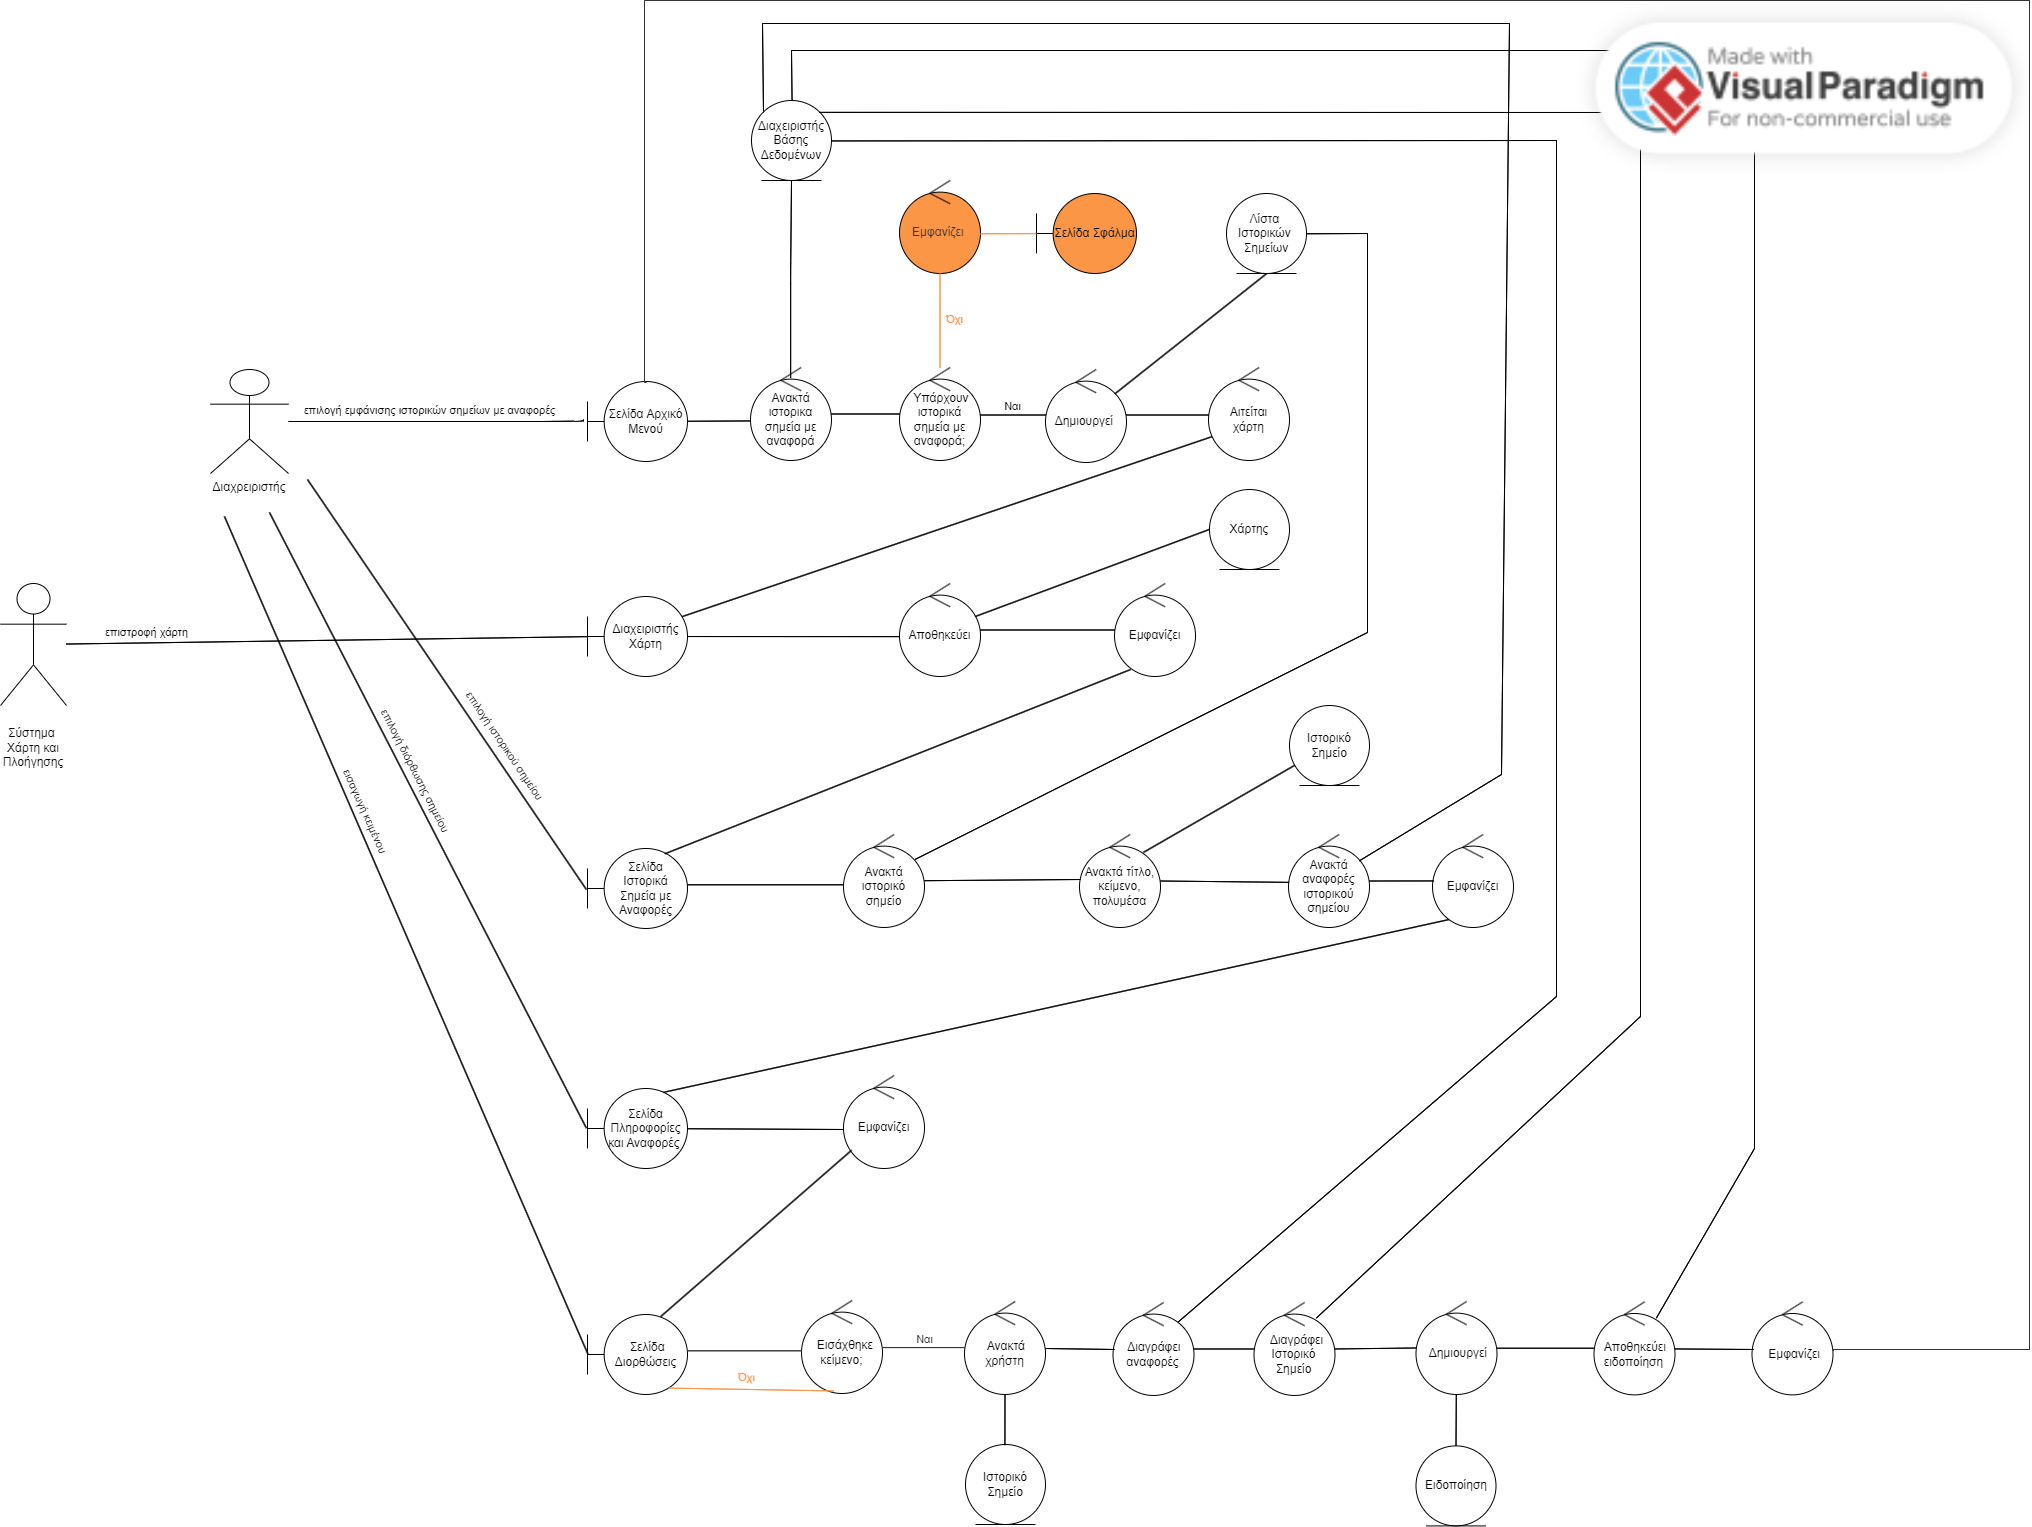 Made with
Visual Paradigm
For non-commercial use
Διαχειριστής
Βάσης
Δεδομένων
Εμφανίζει
Σελίδα Σφάλμα
Λίστα
Ιστορικών
Σημείων
Όχι
επιλογή εμφάνισης ιστορικών σημείων με αναφορές
Σελίδα Αρχικό
Μενού
Ανακτά
ιστορικα
σημεία με
αναφορά
Υπάρχουν
ιστορικά
σημεία με
αναφορά;
Ναι
Δημιουργεί
Αιτείται
χάρτη
Διαχρειριστής
Χάρτης
επιστροφή χάρτη
Διαχειριστής
Χάρτη
Αποθηκεύει
Εμφανίζει
Σύστημα
Χάρτη και
Πλοήγησης
επιλογή ιστορικού σημείου
επιλογή διόρθωσης σημείου
εισαγωγή κειμένου
Ιστορικό
Σημείο
Σελίδα
Ιστορικά
Σημεία με
Αναφορές
Ανακτά
ιστορικό
σημείο
Ανακτά τίτλο,
κείμενο,
πολυμέσα
Ανακτά
αναφορές
ιστορικού
σημείου
Εμφανίζει
Σελίδα
Πληροφορίες
και Αναφορές
Εμφανίζει
Σελίδα
Διορθώσεις
Όχι
Εισάχθηκε
κείμενο;
Ναι
Ανακτά
χρήστη
Διαγράφει
αναφορές
Διαγράφει
Ιστορικό
Σημείο
Δημιουργεί
Αποθηκεύει
ειδοποίηση
Εμφανίζει
Ιστορικό
Σημείο
Ειδοποίηση